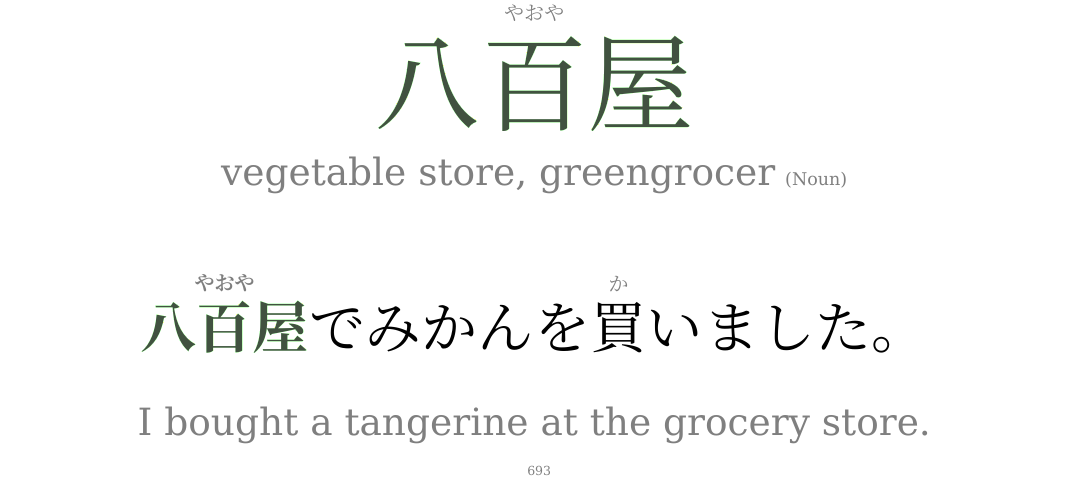 やおや
八百屋
vegetable store, greengrocer (Noun)
やおや か
八百屋でみかんを買いました。
I bought a tangerine at the grocery store.
693